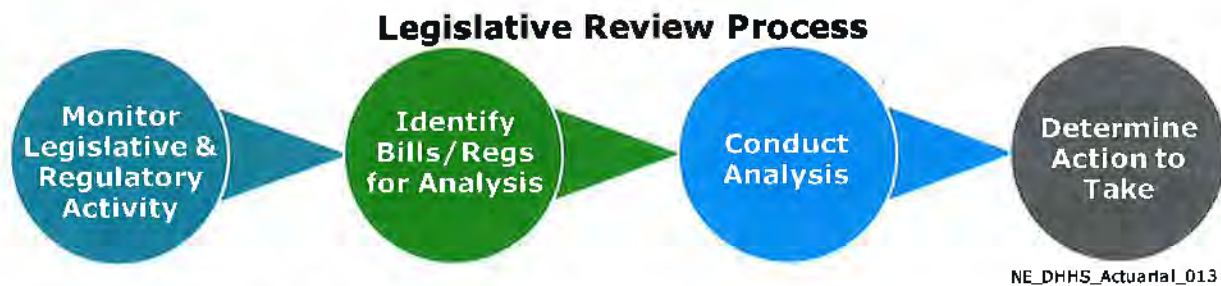 Legislative Review Process
Monitor
Legislative &
Regulatory
Activity
Identify
Bills/Regs
for Analysis
Conduct
Analysis
Determine
Action to
Take
NE_DHHS_Actuarial_013